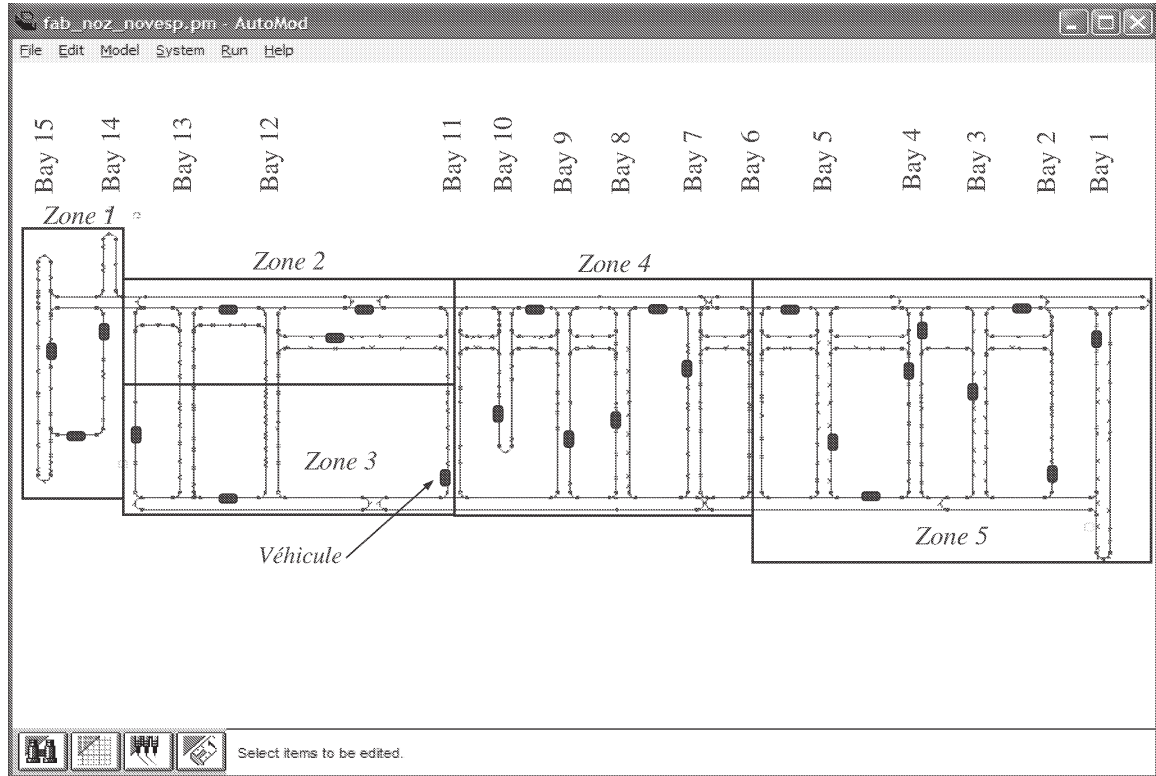 fab_noz_novesp.pm - AutoMod
File Edit Model System Run Help
Bay 15
Bay 14
Bay 13
Bay 12
Bay 11
Bay 10
Bay 9
Bay 8
Bay 7
Bay 6
Bay 5
Bay 4
Bay 3
Bay 2
Bay 1
Zone 1
Zone 2
Zone 4
Zone 3
Zone 5
Véhicule
Select items to be edited.